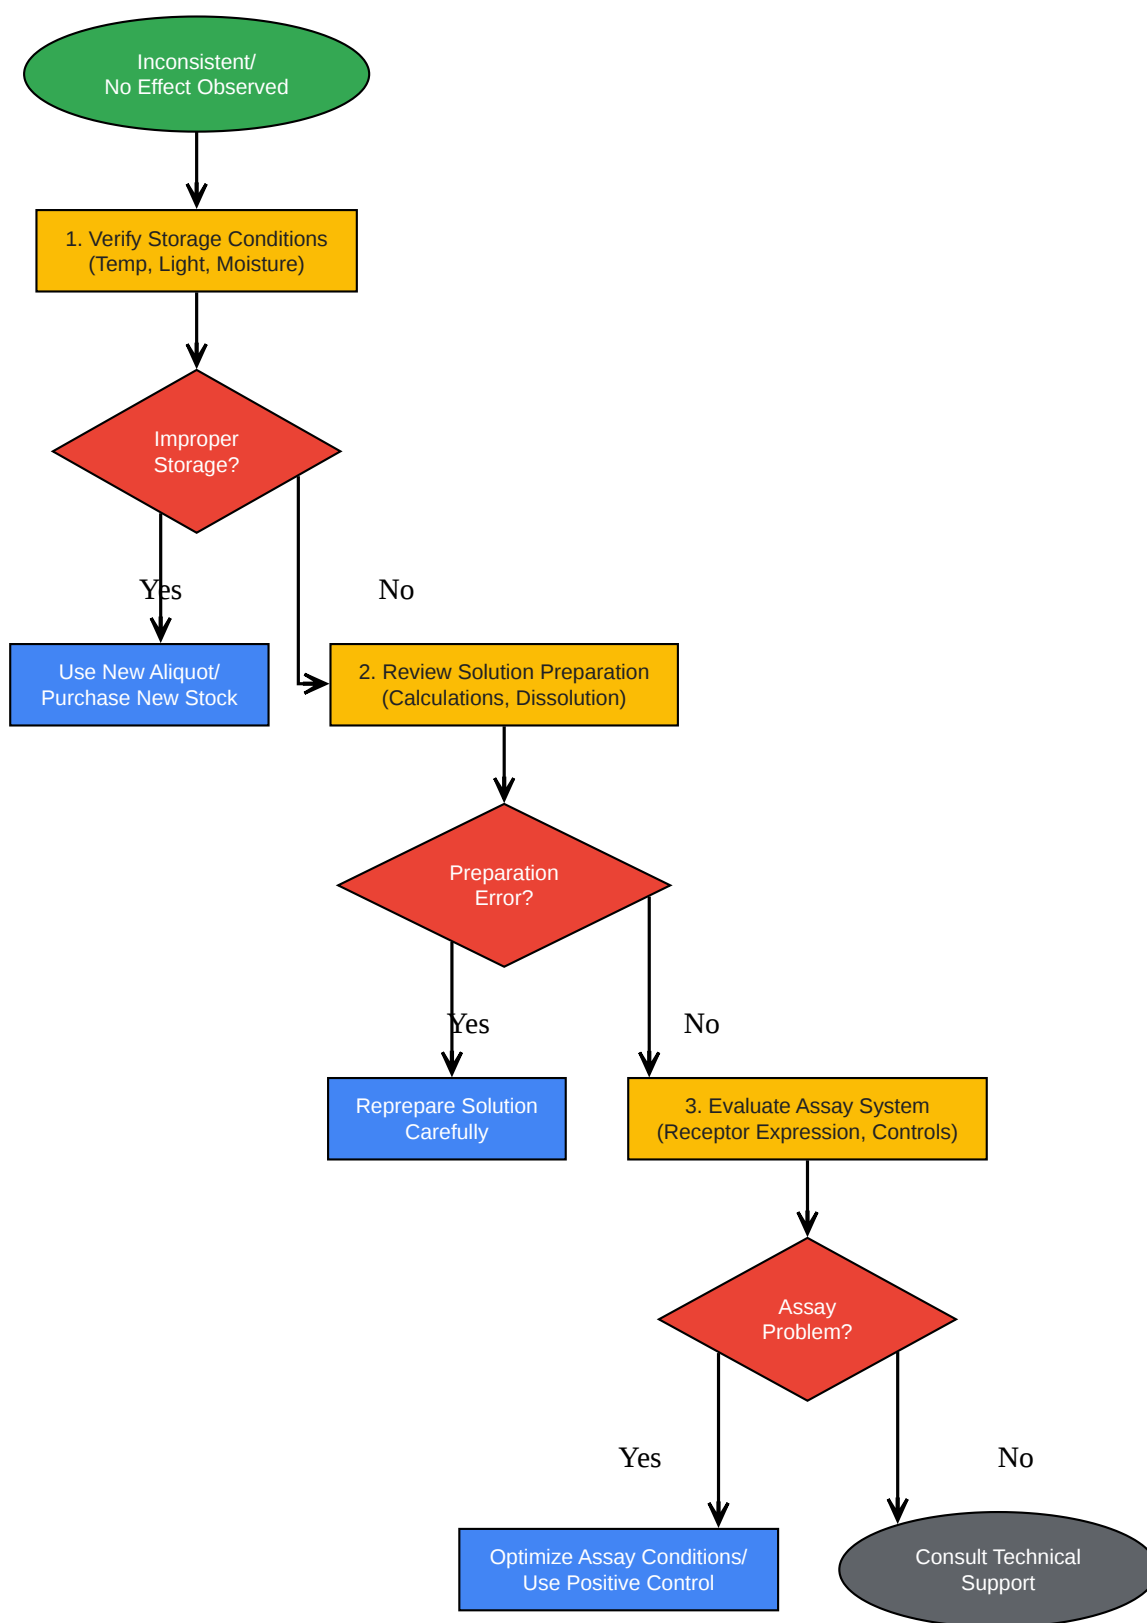 Inconsistent/
No Effect Observed
1. Verify Storage Conditions
(Temp, Light, Moisture)
Improper
Storage?
Yes
No
Use New Aliquot/
Purchase New Stock
2. Review Solution Preparation
(Calculations, Dissolution)
Preparation
Error?
Yes
No
Reprepare Solution
Carefully
3. Evaluate Assay System
(Receptor Expression, Controls)
Assay
Problem?
Yes
No
Optimize Assay Conditions/
Use Positive Control
Consult Technical
Support